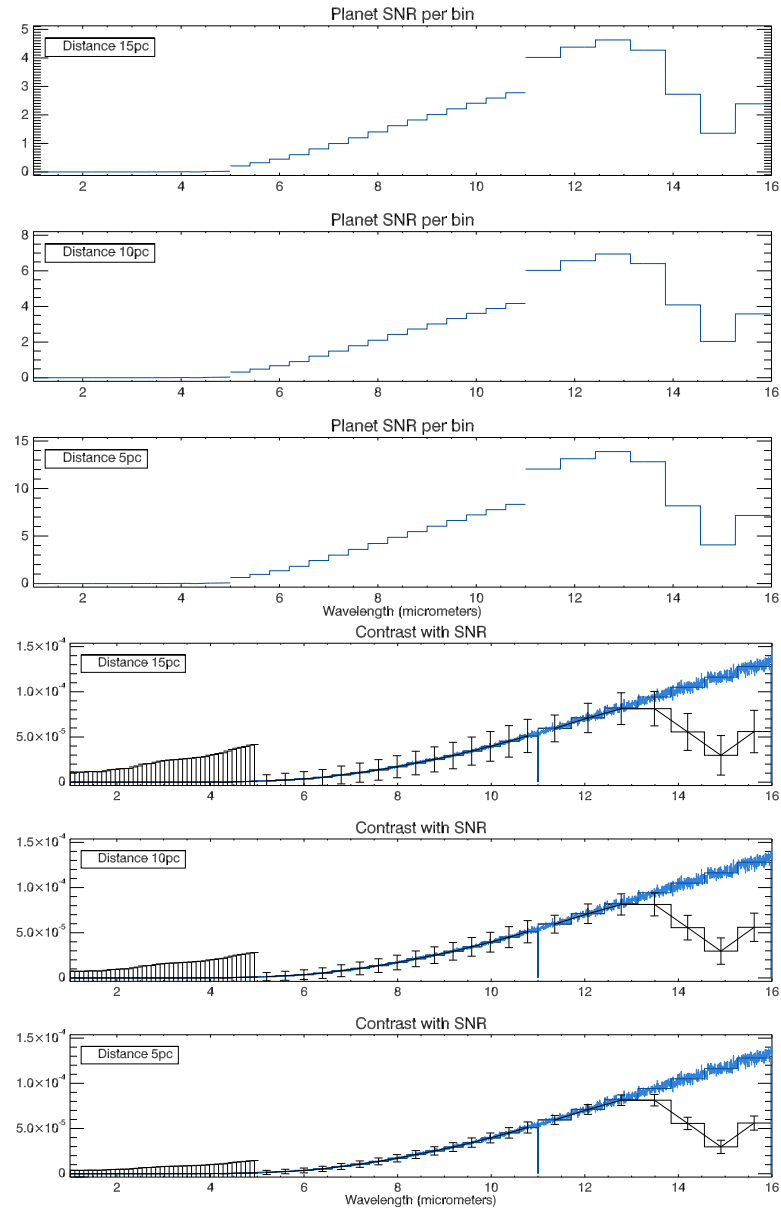 Planet SNR per bin
Distance 15pc
5
4
3
2
1
0
2 4 6 8 10 12 14 16
Planet SNR per bin
Distance 10pc
8
6
4
2
0
2 4 6 8 10 12 14 16
Planet SNR per bin
Distance 5pc
15
10
5
0
2 4 6 8 10 12 14 16
Wavelength (micrometers)
Contrast with SNR
Distance 15pc
1.5×10⁻⁴
1.0×10⁻⁴
5.0×10⁻⁵
0
2 4 6 8 10 12 14 16
Contrast with SNR
Distance 10pc
1.5×10⁻⁴
1.0×10⁻⁴
5.0×10⁻⁵
0
2 4 6 8 10 12 14 16
Contrast with SNR
Distance 5pc
1.5×10⁻⁴
1.0×10⁻⁴
5.0×10⁻⁵
0
2 4 6 8 10 12 14 16
Wavelength (micrometers)